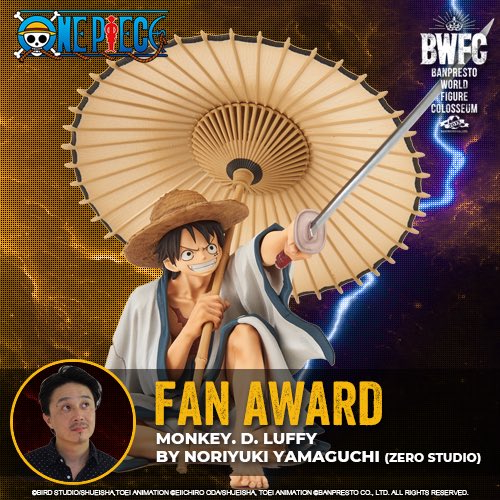 ONE PIECE
BWFC
BANPRESTO
WORLD
FIGURE
COLOSSEUM
FAN AWARD
MONKEY. D. LUFFY
BY NORIYUKI YAMAGUCHI (ZERO STUDIO)
©BIRD STUDIO/SHUEISHA,TOEI ANIMATION ©EIICHIRO ODA/SHUEISHA, TOEI ANIMATION ©BANPRESTO CO., LTD. ALL RIGHTS RESERVED.